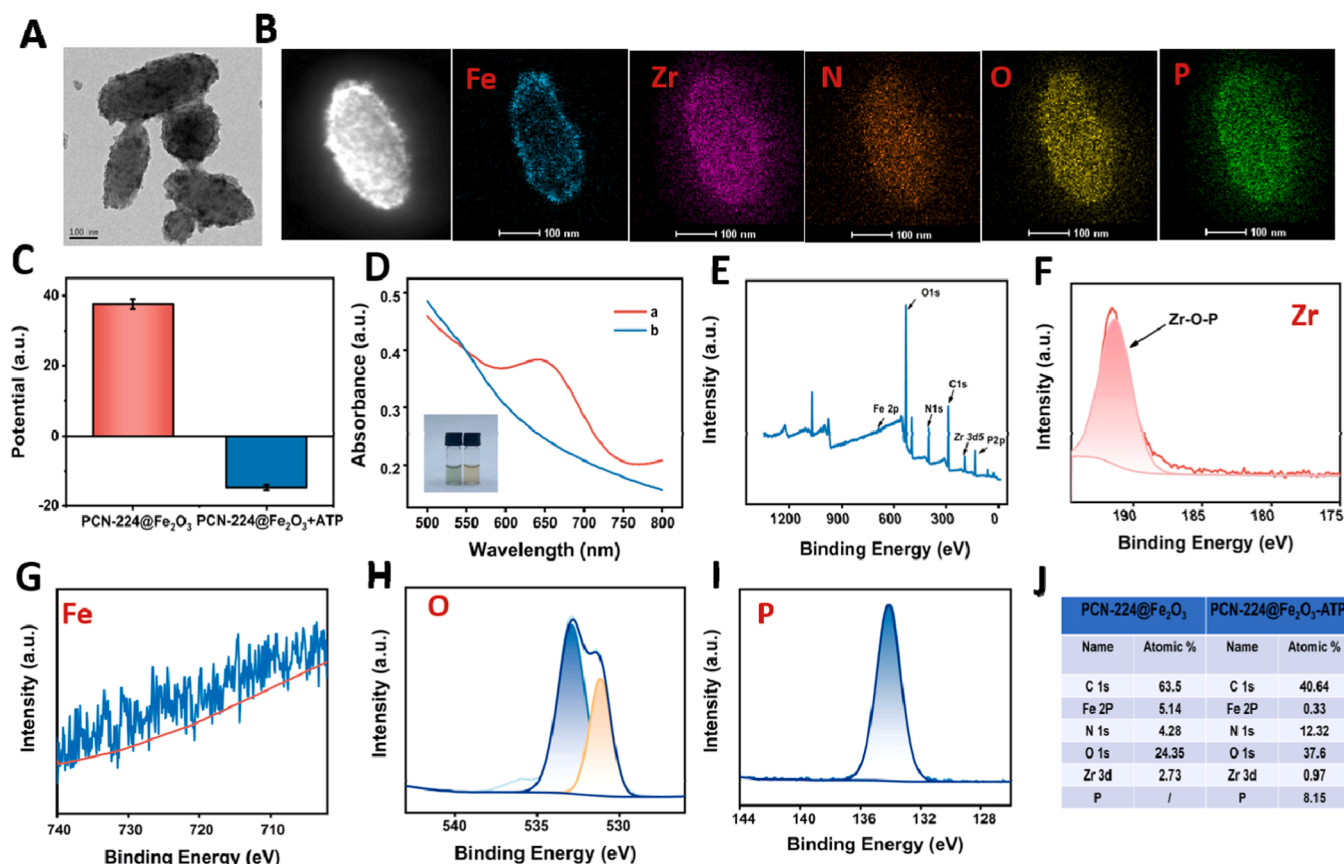 A
100 nm
B
Fe
100 nm
Zr
100 nm
N
100 nm
O
100 nm
P
100 nm
C
Potential (a.u.)
40
20
0
-20
PCN-224@Fe₂O₃ PCN-224@Fe₂O₃+ATP
D
Absorbance (a.u.)
0.5
0.4
0.3
0.2
a
b
500 550 600 650 700 750 800
Wavelength (nm)
E
Intensity (a.u.)
O1s
C1s
Fe 2p
N1s
Zr 3d5
P2p
1200 900 600 300 0
Binding Energy (eV)
F
Intensity (a.u.)
Zr-O-P
Zr
190 185 180 175
Binding Energy (eV)
G
Fe
Intensity (a.u.)
740 730 720 710
Binding Energy (eV)
H
O
Intensity (a.u.)
540 533 530
Binding Energy (eV)
I
P
Intensity (a.u.)
144 140 136 132 128
Binding Energy (eV)
J
PCN-224@Fe₂O₃ PCN-224@Fe₂O₃-ATP
Name Atomic % Name Atomic %
C 1s 63.5 C 1s 40.64
Fe 2P 5.14 Fe 2P 0.33
N 1s 4.28 N 1s 12.32
O 1s 24.35 O 1s 37.6
Zr 3d 2.73 Zr 3d 0.97
P / P 8.15